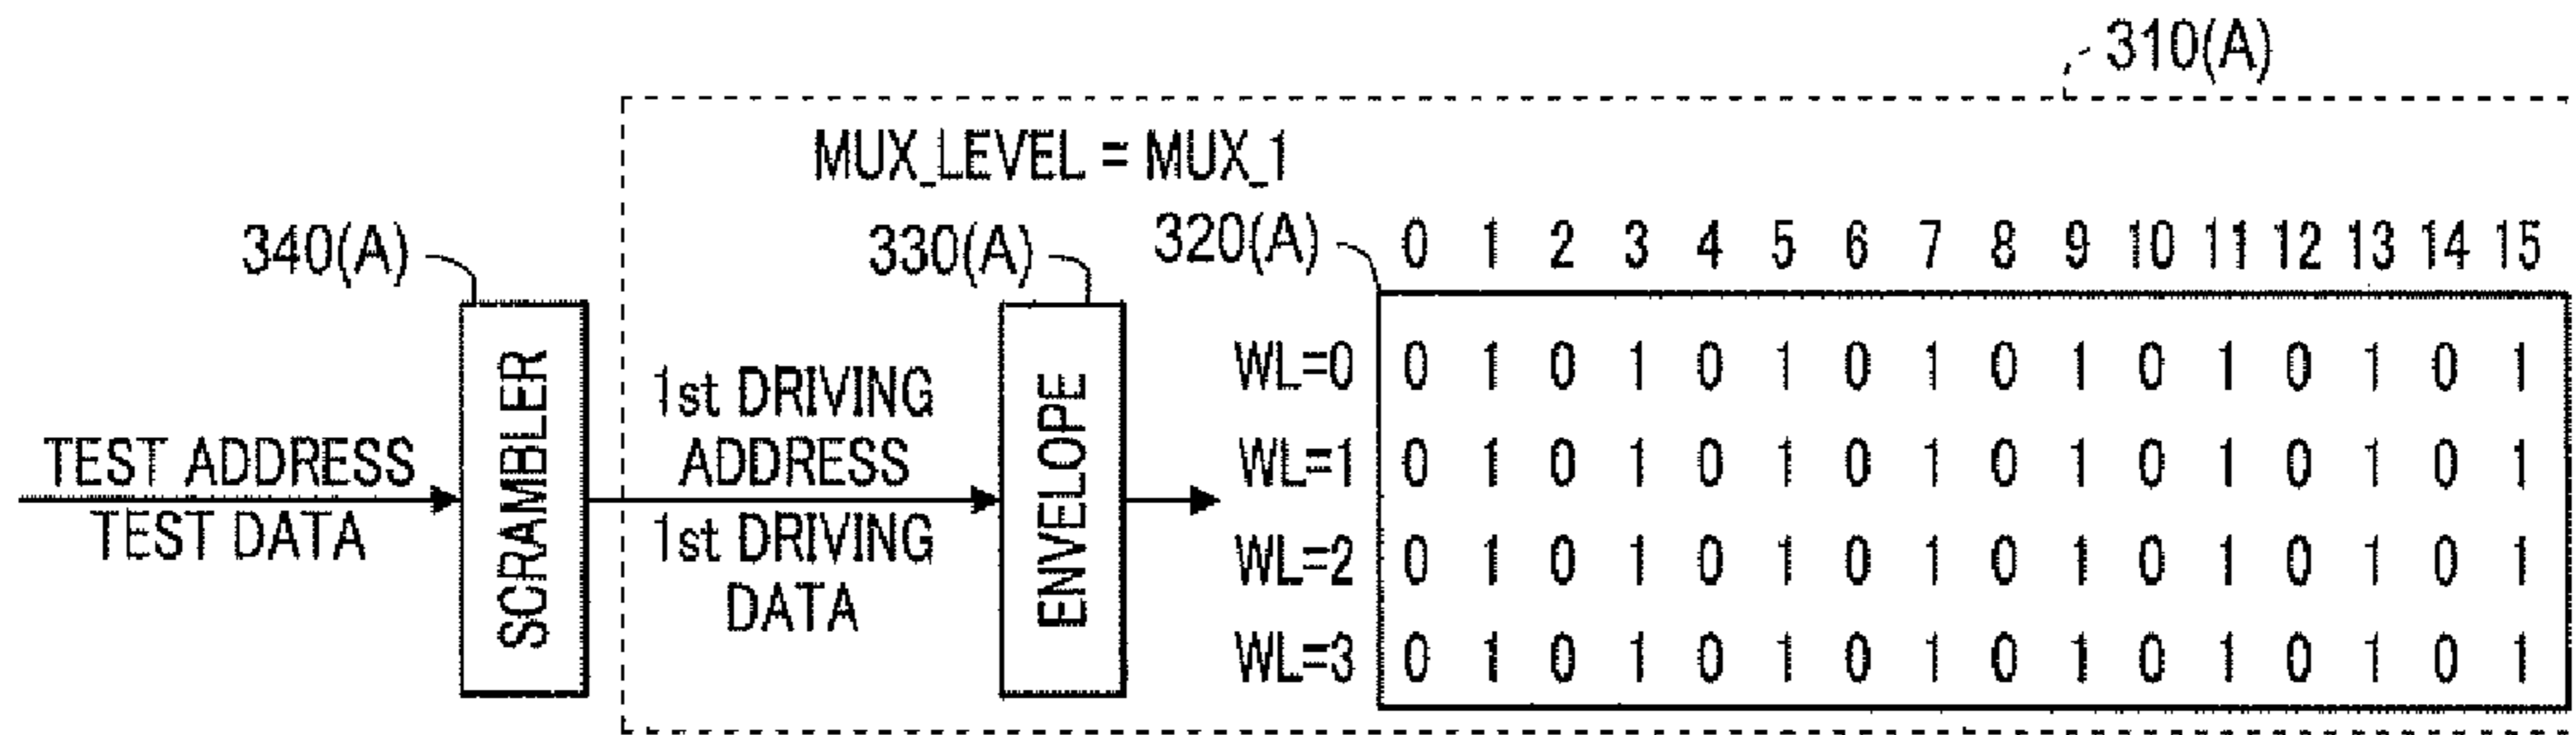 310(A)
MUX_LEVEL = MUX_1
340(A)
330(A)
320(A)
0 1 2 3 4 5 6 7 8 9 10 11 12 13 14 15
TEST ADDRESS
TEST DATA
SCRAMBLER
1st DRIVING
ADDRESS
1st DRIVING
DATA
ENVELOPE
WL=0 0 1 0 1 0 1 0 1 0 1 0 1 0 1 0 1
WL=1 0 1 0 1 0 1 0 1 0 1 0 1 0 1 0 1
WL=2 0 1 0 1 0 1 0 1 0 1 0 1 0 1 0 1
WL=3 0 1 0 1 0 1 0 1 0 1 0 1 0 1 0 1